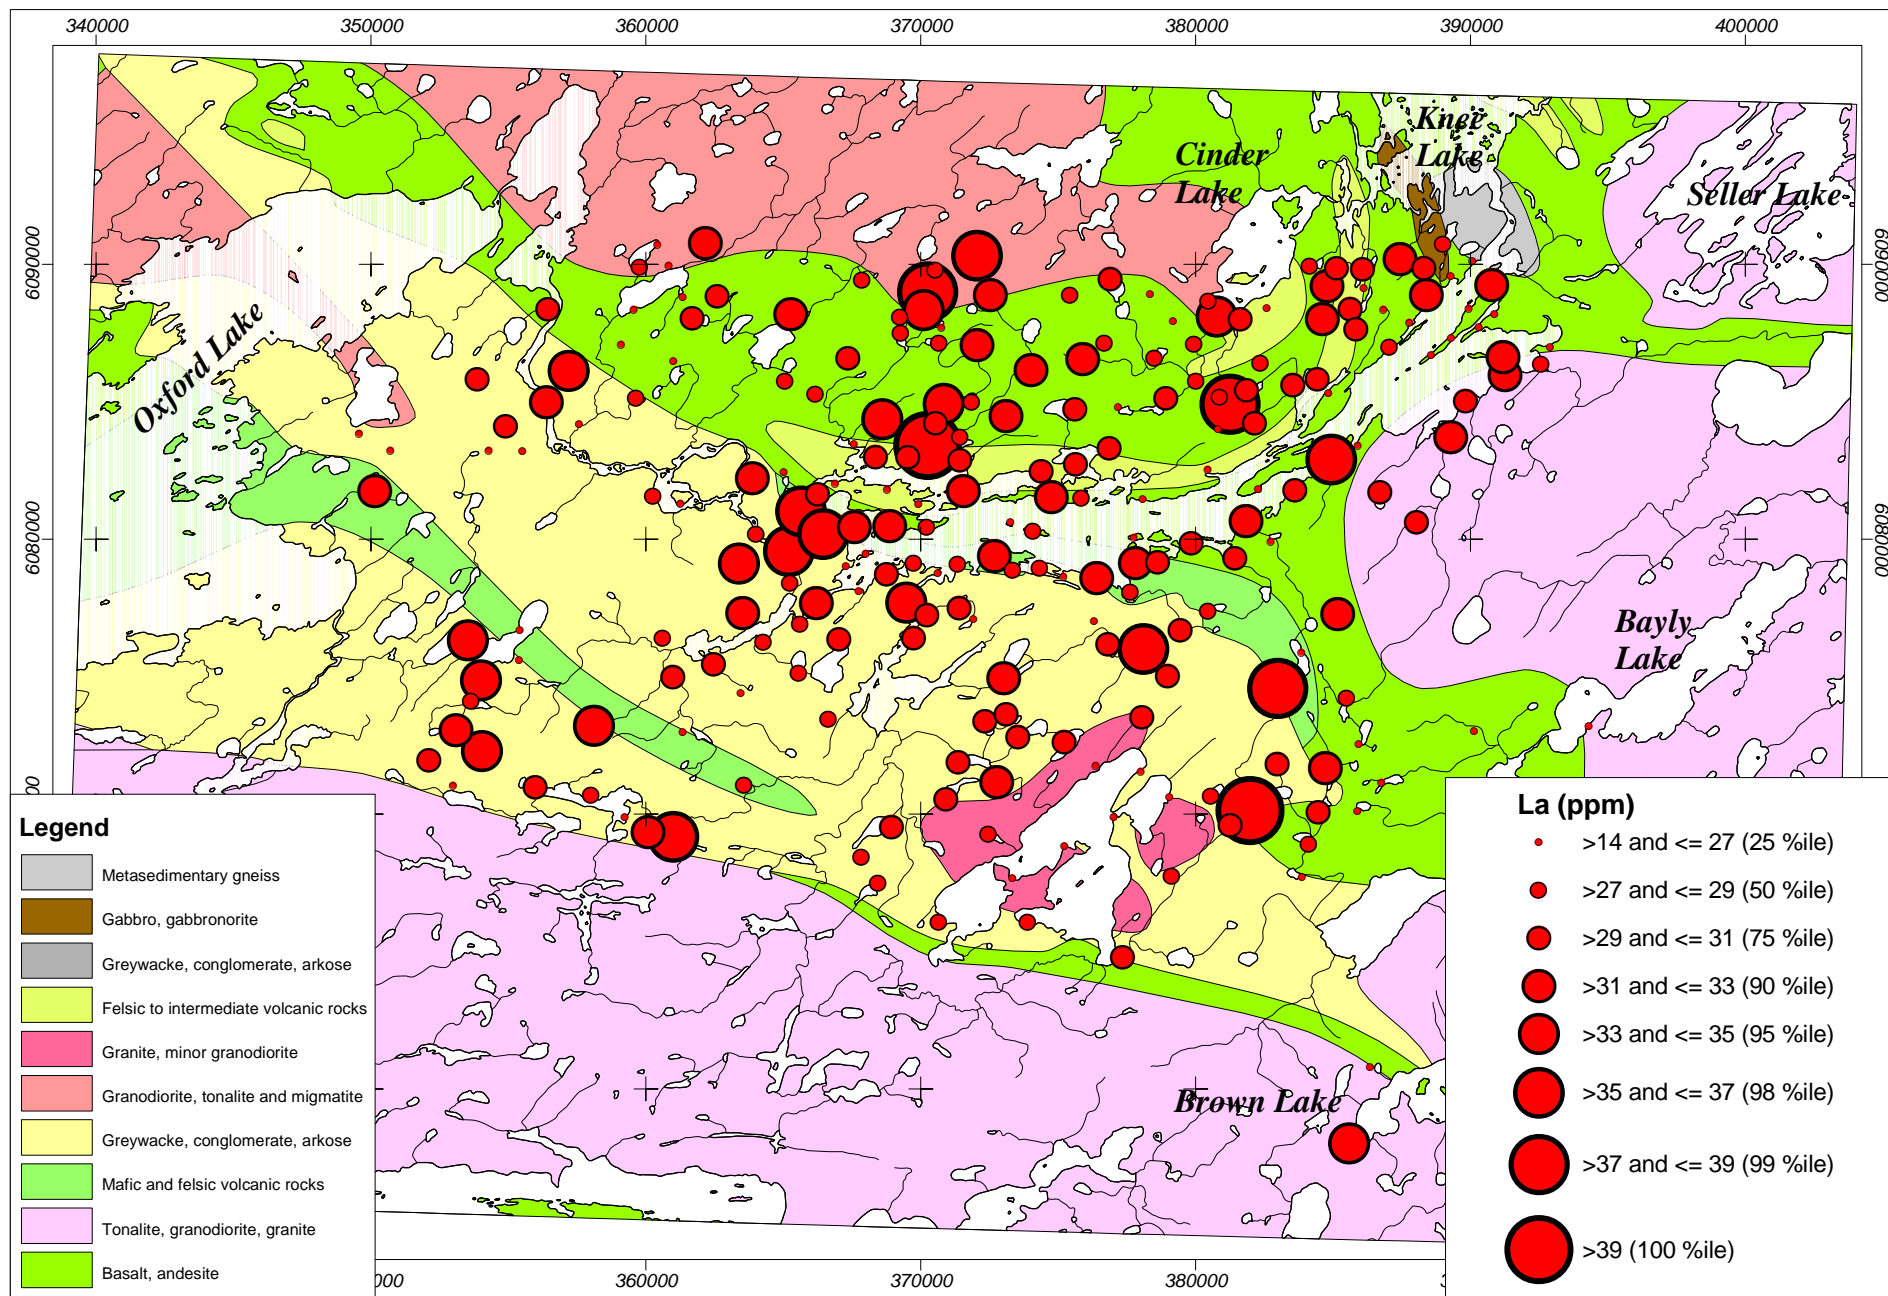 340000 350000 360000 370000 380000 390000 400000
Knee
Lake
Cinder
Lake
Seller Lake
6090000
6090000
Oxford Lake
6080000
6080000
Bayly
Lake
Brown Lake
Legend
Metasedimentary gneiss
Gabbro, gabbronorite
Greywacke, conglomerate, arkose
Felsic to intermediate volcanic rocks
Granite, minor granodiorite
Granodiorite, tonalite and migmatite
Greywacke, conglomerate, arkose
Mafic and felsic volcanic rocks
Tonalite, granodiorite, granite
Basalt, andesite
La (ppm)
>14 and <= 27 (25 %ile)
>27 and <= 29 (50 %ile)
>29 and <= 31 (75 %ile)
>31 and <= 33 (90 %ile)
>33 and <= 35 (95 %ile)
>35 and <= 37 (98 %ile)
>37 and <= 39 (99 %ile)
>39 (100 %ile)
360000 370000 380000